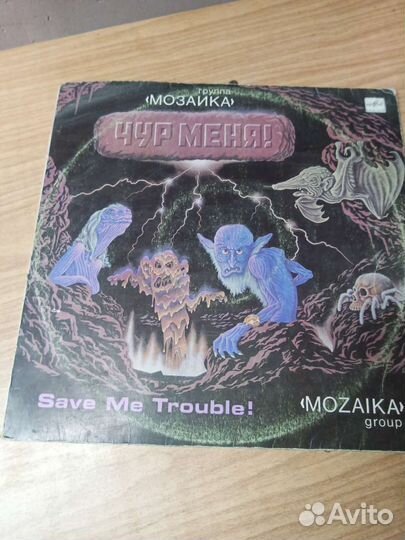 группа
«МОЗАИКА»
ЧУР МЕНЯ!
Save Me Trouble!
«MOZAIKA»
group
Avito